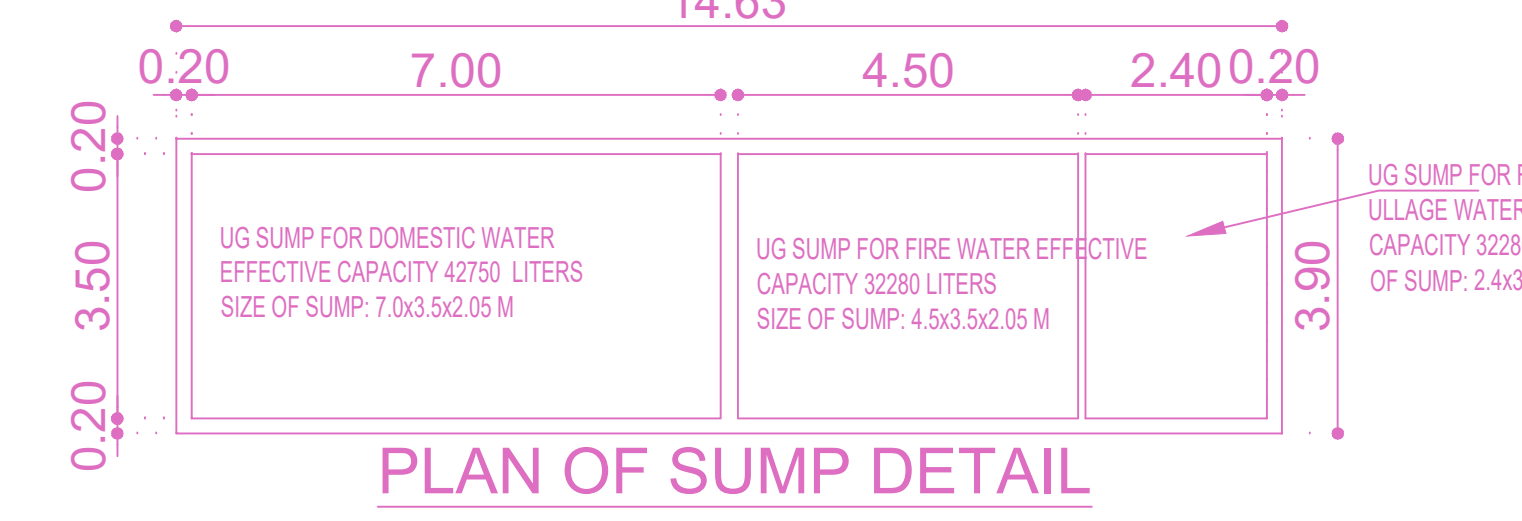 14.63
0.20 7.00 4.50 2.40 0.20
0.20
3.50
0.20
UG SUMP FOR DOMESTIC WATER
EFFECTIVE CAPACITY 42750 LITERS
SIZE OF SUMP: 7.0x3.5x2.05 M
UG SUMP FOR FIRE WATER EFFECTIVE
CAPACITY 32280 LITERS
SIZE OF SUMP: 4.5x3.5x2.05 M
UG SUMP FOR
ULLAGE WATER
CAPACITY 3228
OF SUMP: 2.4x3
3.90
PLAN OF SUMP DETAIL